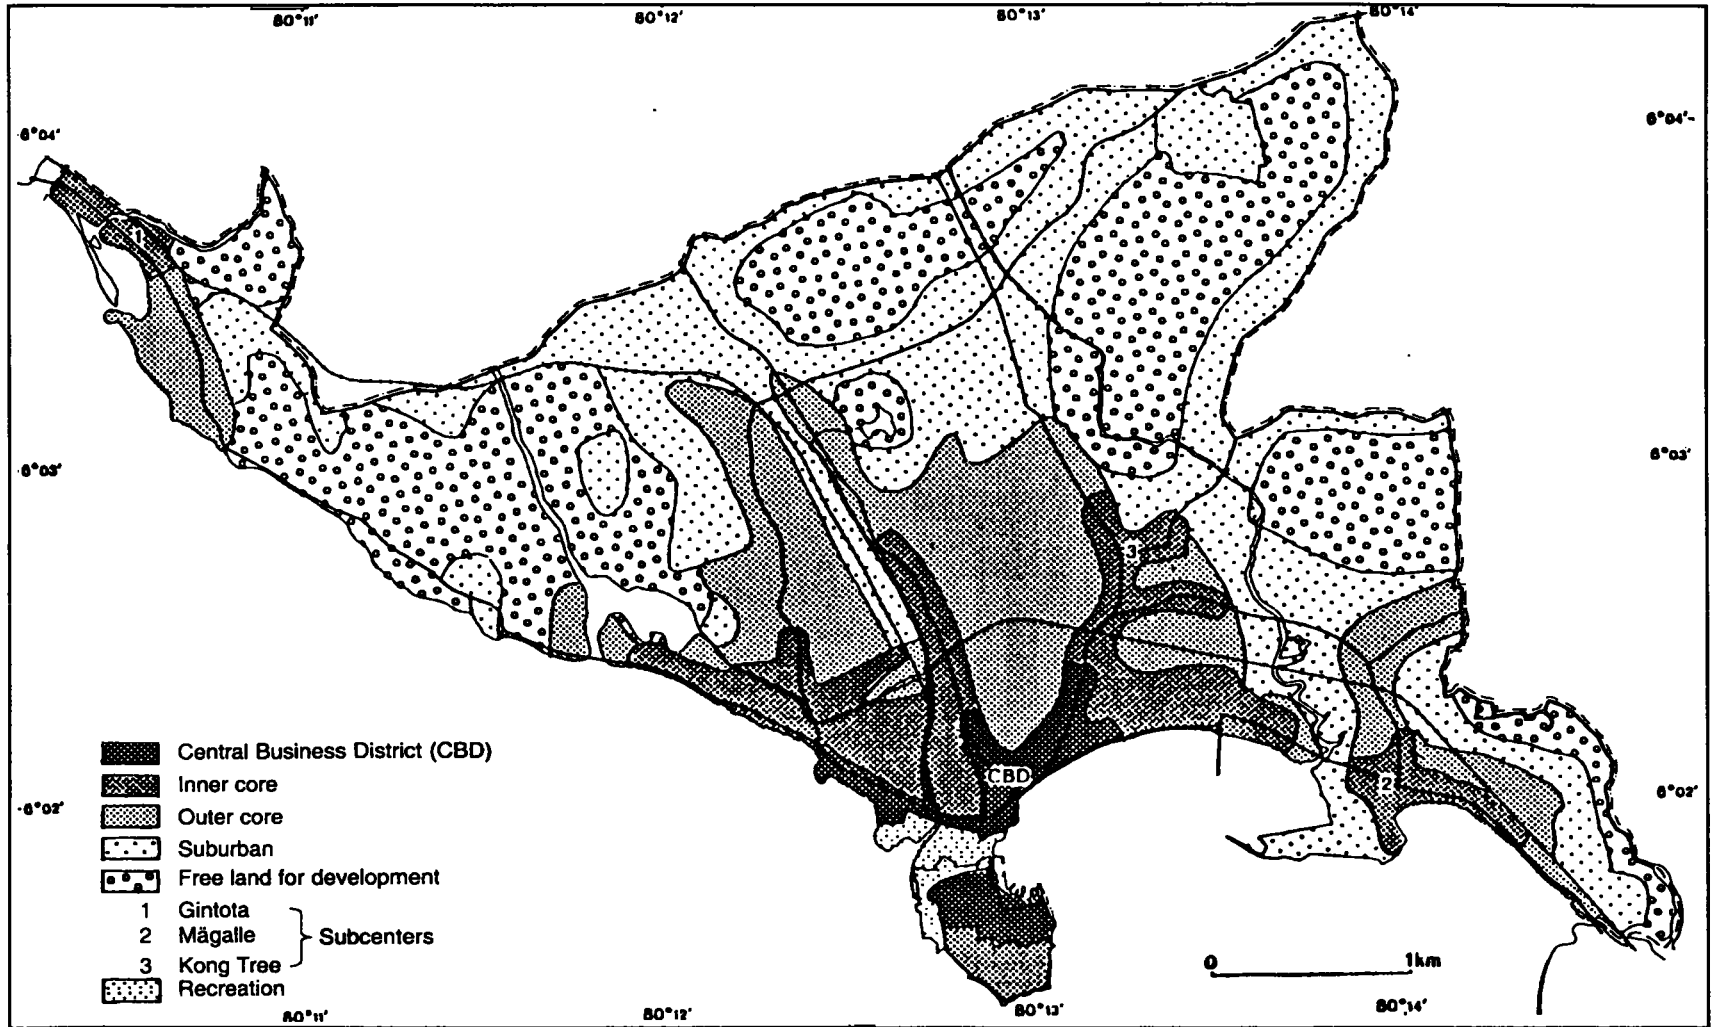 80°11' 80°12' 80°13' 80°14'
6°04' 6°04'
1
6°03' 6°03'
3
Central Business District (CBD)
CBD
Inner core
2
6°02' 6°02'
Outer core
Suburban
Free land for development
1 Gintota
2 Mägalle
Subcenters
3 Kong Tree
0 1km
Recreation
80°11' 80°12' 80°13' 80°14'